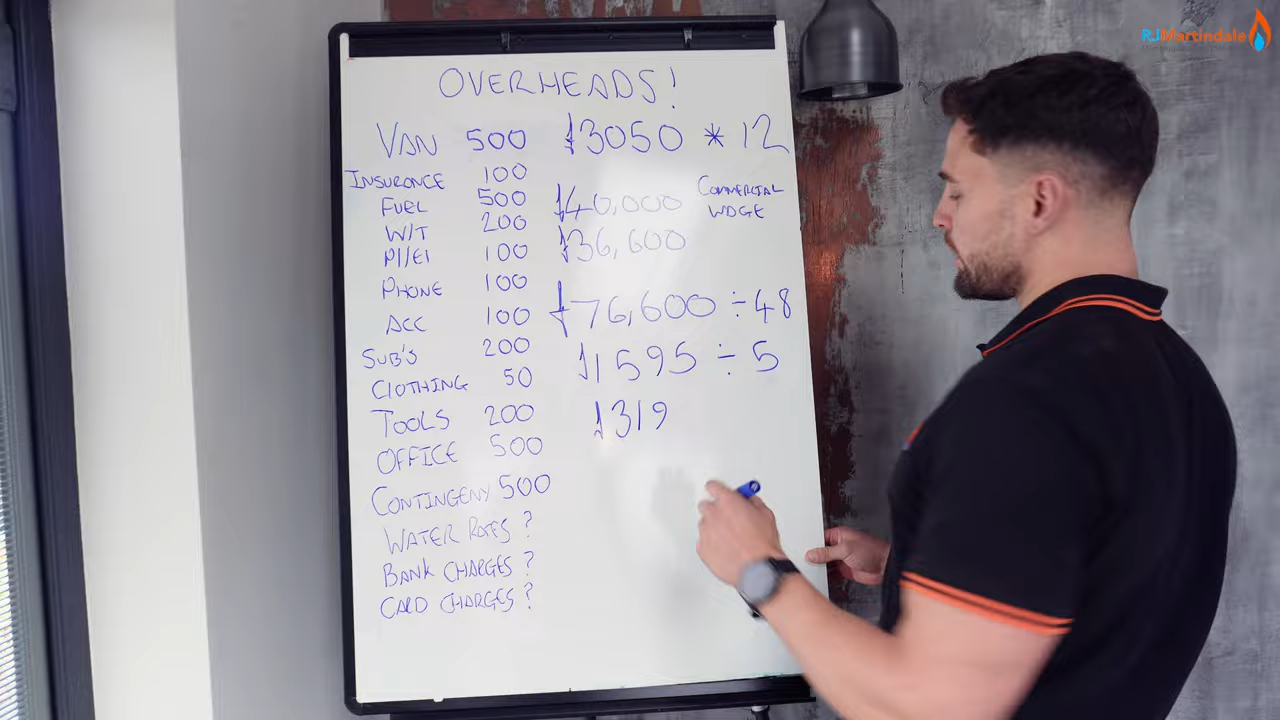 RJMartindale
OVERHEADS!
VAN 500 £3050 * 12
INSURANCE 100
FUEL 500 £40,000 COMMERCIAL WAGE
W/T 200
PI/EI 100 £36,600
PHONE 100
ACC 100 £76,600 ÷ 48
SUB'S 200
CLOTHING 50 £1595 ÷ 5
TOOLS 200 £319
OFFICE 500
CONTINGENY 500
WATER RATES ?
BANK CHARGES ?
CARD CHARGES ?